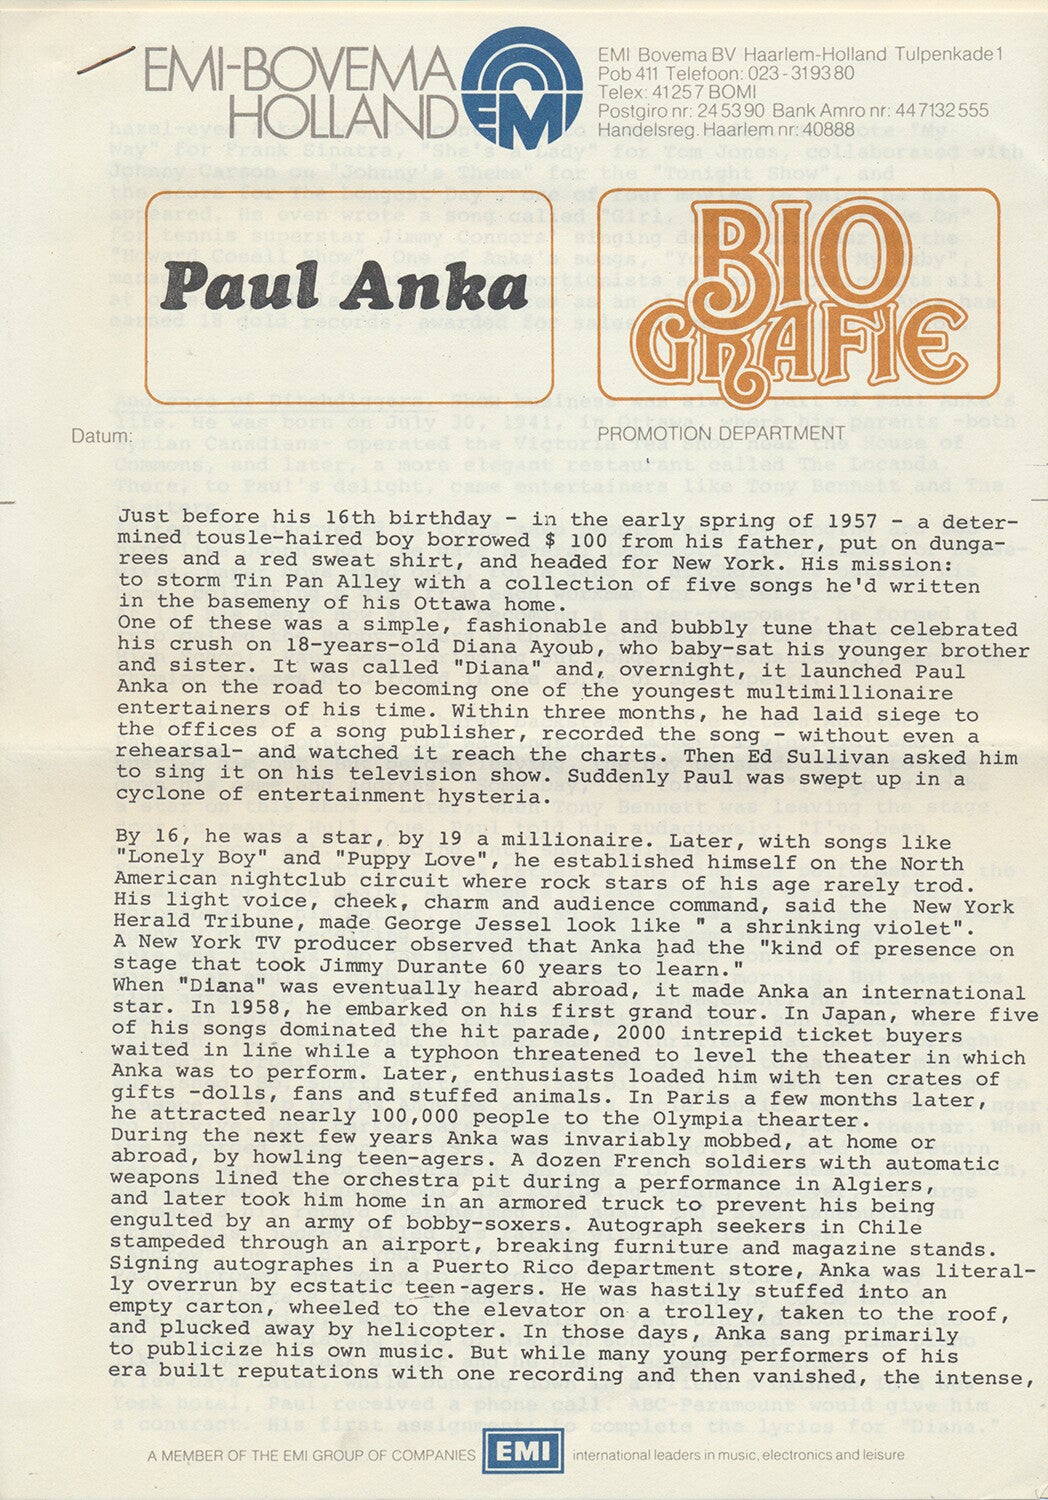 EMI-BOVEMA
HOLLAND
EMI
EMI Bovema BV Haarlem-Holland Tulpenkade 1
Pob 411 Telefoon: 023-319380
Telex: 41257 BOMI
Postgiro nr: 245390 Bank Amro nr: 447132555
Handelsreg. Haarlem nr: 40888
Paul Anka
BIO
GRAFIE
Datum:
PROMOTION DEPARTMENT
Just before his 16th birthday - in the early spring of 1957 - a deter-
mined tousle-haired boy borrowed $ 100 from his father, put on dunga-
rees and a red sweat shirt, and headed for New York. His mission:
to storm Tin Pan Alley with a collection of five songs he'd written
in the basemeny of his Ottawa home.
One of these was a simple, fashionable and bubbly tune that celebrated
his crush on 18-years-old Diana Ayoub, who baby-sat his younger brother
and sister. It was called "Diana" and, overnight, it launched Paul
Anka on the road to becoming one of the youngest multimillionaire
entertainers of his time. Within three months, he had laid siege to
the offices of a song publisher, recorded the song - without even a
rehearsal- and watched it reach the charts. Then Ed Sullivan asked him
to sing it on his television show. Suddenly Paul was swept up in a
cyclone of entertainment hysteria.
By 16, he was a star, by 19 a millionaire. Later, with songs like
"Lonely Boy" and "Puppy Love", he established himself on the North
American nightclub circuit where rock stars of his age rarely trod.
His light voice, cheek, charm and audience command, said the New York
Herald Tribune, made George Jessel look like " a shrinking violet".
A New York TV producer observed that Anka had the "kind of presence on
stage that took Jimmy Durante 60 years to learn."
When "Diana" was eventually heard abroad, it made Anka an international
star. In 1958, he embarked on his first grand tour. In Japan, where five
of his songs dominated the hit parade, 2000 intrepid ticket buyers
waited in line while a typhoon threatened to level the theater in which
Anka was to perform. Later, enthusiasts loaded him with ten crates of
gifts -dolls, fans and stuffed animals. In Paris a few months later,
he attracted nearly 100,000 people to the Olympia thearter.
During the next few years Anka was invariably mobbed, at home or
abroad, by howling teen-agers. A dozen French soldiers with automatic
weapons lined the orchestra pit during a performance in Algiers,
and later took him home in an armored truck to prevent his being
engulted by an army of bobby-soxers. Autograph seekers in Chile
stampeded through an airport, breaking furniture and magazine stands.
Signing autographes in a Puerto Rico department store, Anka was literal-
ly overrun by ecstatic teen-agers. He was hastily stuffed into an
empty carton, wheeled to the elevator on a trolley, taken to the roof,
and plucked away by helicopter. In those days, Anka sang primarily
to publicize his own music. But while many young performers of his
era built reputations with one recording and then vanished, the intense,
A MEMBER OF THE EMI GROUP OF COMPANIES
EMI
international leaders in music, electronics and leisure